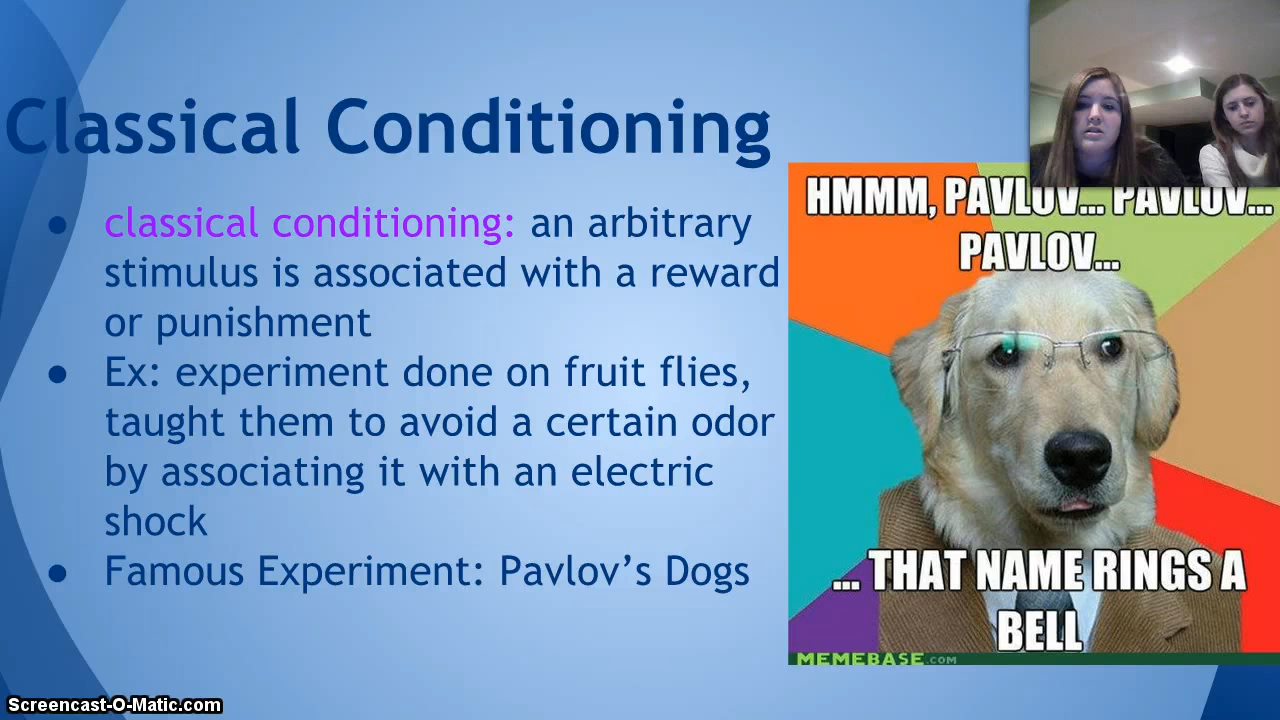 Classical Conditioning
● classical conditioning: an arbitrary
stimulus is associated with a reward
or punishment
● Ex: experiment done on fruit flies,
taught them to avoid a certain odor
by associating it with an electric
shock
● Famous Experiment: Pavlov’s Dogs
HMMM, PAVLOV... PAVLOV...
PAVLOV...
... THAT NAME RINGS A
BELL
MEMEBASE.COM
Screencast-O-Matic.com